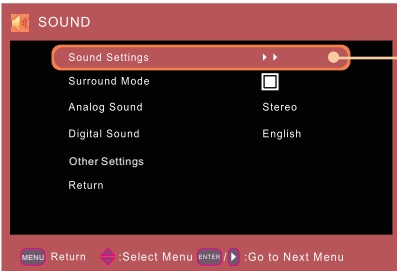 SOUND
Sound Settings
Surround Mode
Analog Sound Stereo
Digital Sound English
Other Settings
Return
MENU Return :Select Menu ENTER / :Go to Next Menu